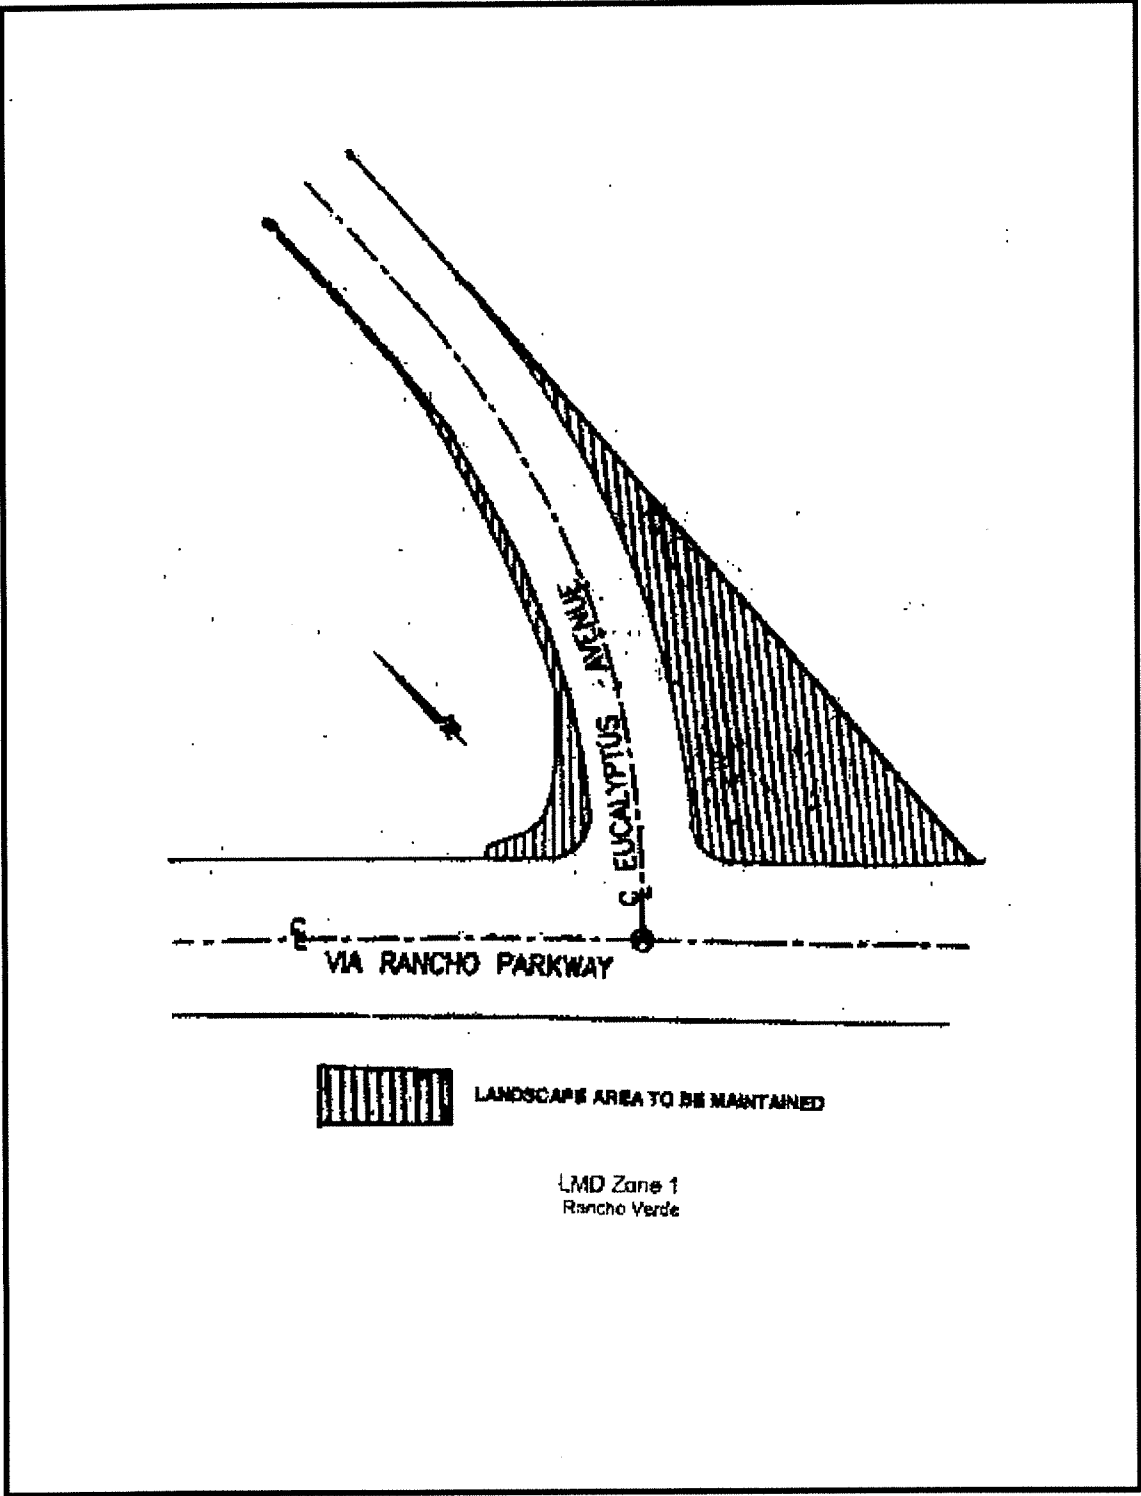 EUCALYPTUS AVENUE
VIA RANCHO PARKWAY
LANDSCAPE AREA TO BE MAINTAINED
LMD Zone 1
Rancho Verde